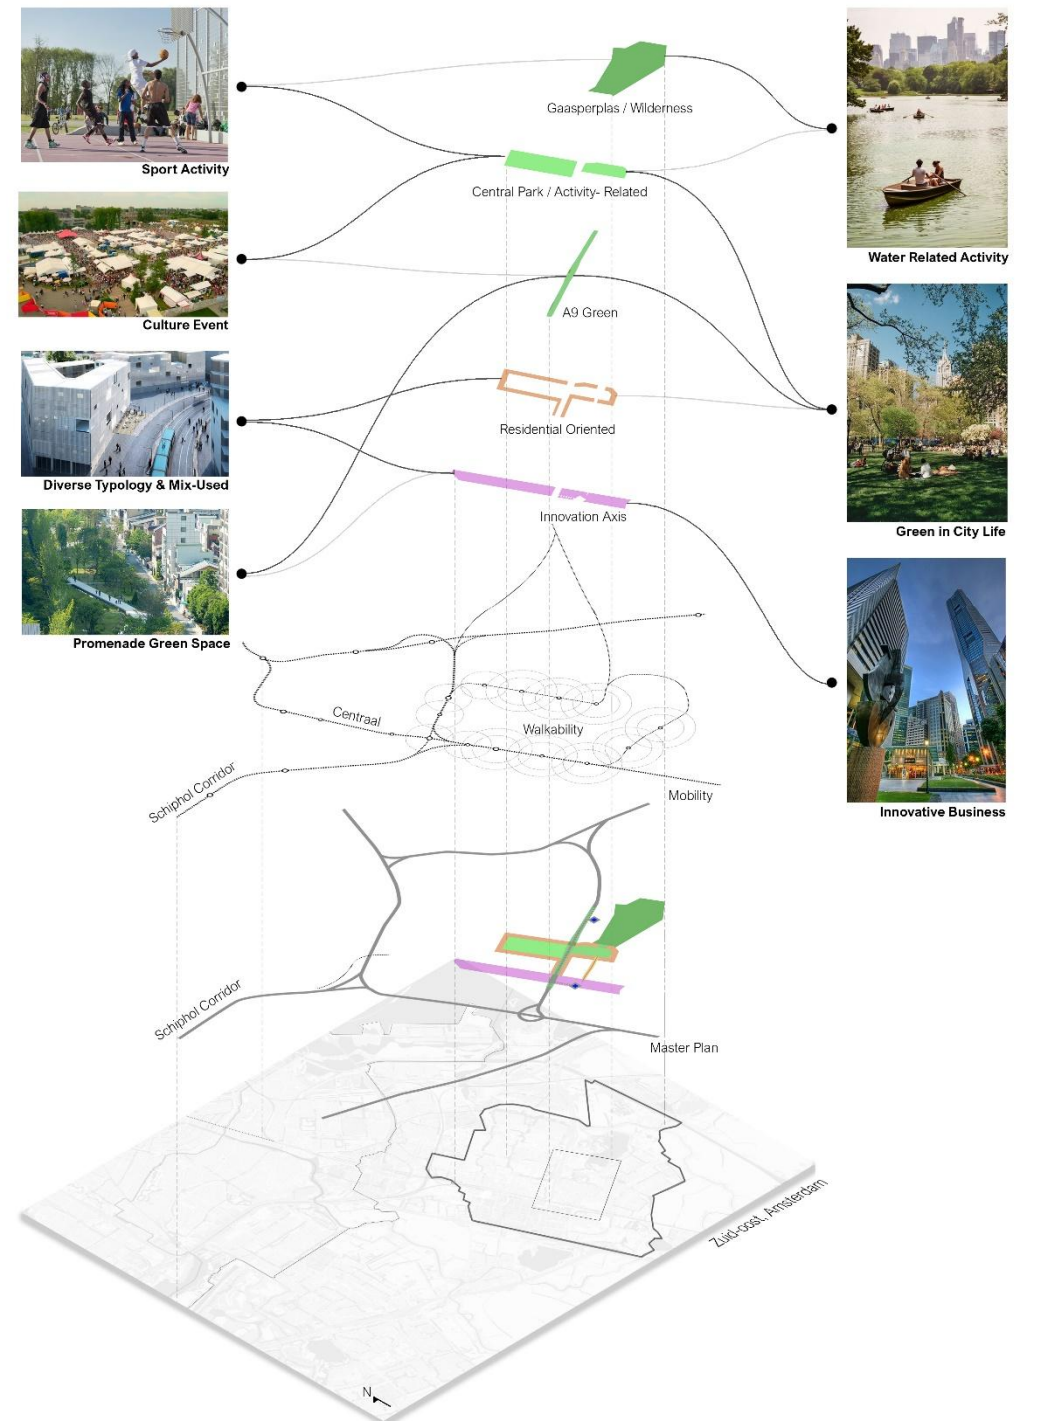 Gaasperplas / Wilderness
Sport Activity
Central Park / Activity- Related
Water Related Activity
Culture Event
A9 Green
Residential Oriented
Diverse Typology & Mix-Used
Innovation Axis
Green in City Life
Promenade Green Space
Centraal
Walkability
Schiphol Corridor
Mobility
Innovative Business
Schiphol Corridor
Master Plan
Zuid-oost, Amsterdam
N